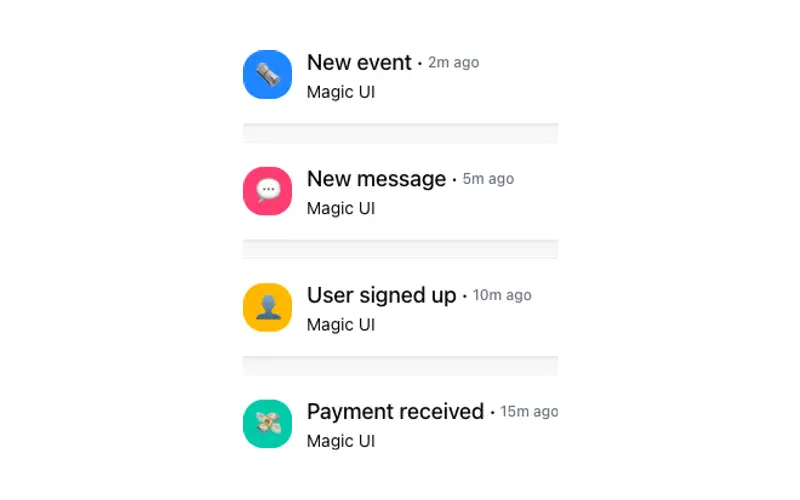 New event · 2m ago
Magic UI
New message · 5m ago
Magic UI
User signed up · 10m ago
Magic UI
Payment received · 15m ago
Magic UI